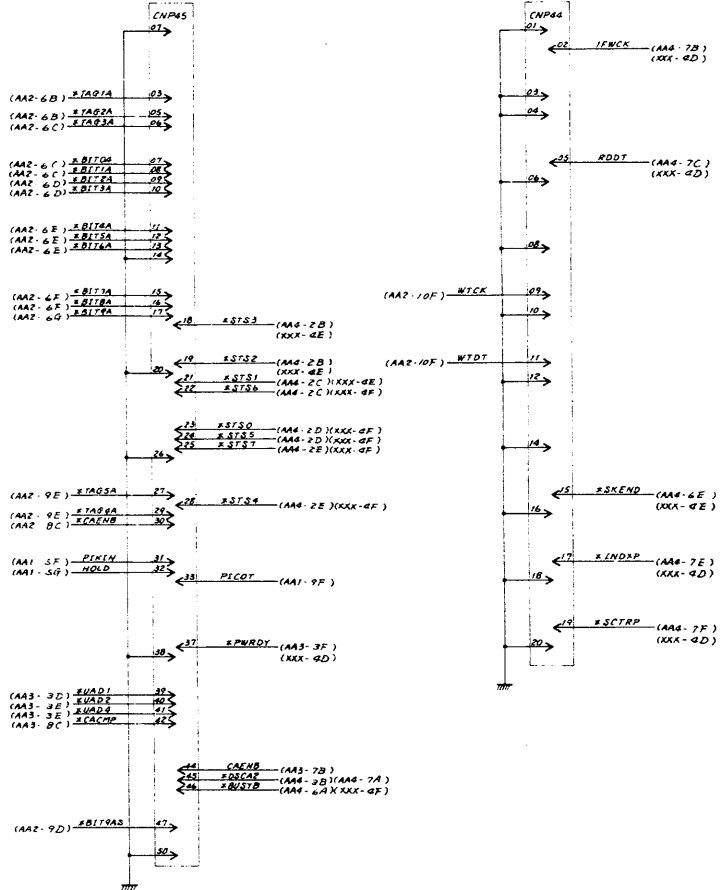 CNP45
07
(AA2-6B) *TAG1A 03
(AA2-6B) *TAG2A 05
(AA2-6C) *TAG3A 06
(AA2-6C) *BIT0A 07
(AA2-6C) *BIT1A 08
(AA2-6D) *BIT2A 09
(AA2-6D) *BIT3A 10
(AA2-6E) *BIT4A 11
(AA2-6E) *BIT5A 12
(AA2-6E) *BIT6A 13
14
(AA2-6F) *BIT7A 15
(AA2-6F) *BIT8A 16
(AA2-6G) *BIT9A 17
18 *STS3 (AA4-2B)
(XXX-4E)
19 *STS2 (AA4-2B)
(XXX-4E)
20
21 *STS1 (AA4-2C)(XXX-4E)
22 *STS6 (AA4-2C)(XXX-4F)
23 *STS0 (AA4-2D)(XXX-4F)
24 *STS5 (AA4-2D)(XXX-4F)
25 *STS7 (AA4-2E)(XXX-4F)
26
(AA2-9E) *TAG5A 27
28 *STS4 (AA4-2E)(XXX-4F)
(AA2-9E) *TAG4A 29
(AA2 8C) *CAENB 30
(AA1-5F) PIKIN 31
(AA1-5G) HOLD 32
33 PICOT (AA1-9F)
37 *PWRDY (AA3-3F)
(XXX-4D)
38
(AA3-3D) *UAD1 39
(AA3-3E) *UAD2 40
(AA3-3E) *UAD4 41
(AA3-8C) *CACMP 42
44 CAENB (AA3-7B)
45 *DSCAZ (AA4-3B)(AA4-7A)
46 *BUSYB (AA4-6A)(XXX-4F)
(AA2-9D) *BIT9AS 47
50
CNP44
01
02 IFWCK (AA4-7B)
(XXX-4D)
03
04
05 RDDT (AA4-7C)
(XXX-4D)
06
08
(AA2-10F) WTCK 09
10
(AA2-10F) WTDT 11
12
14
15 *SKEND (AA4-6E)
(XXX-4E)
16
17 *INDXP (AA4-7E)
(XXX-4D)
18
19 *SCTRP (AA4-7F)
(XXX-4D)
20